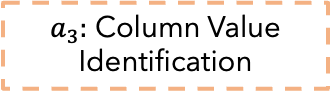 a₃: Column Value
Identification